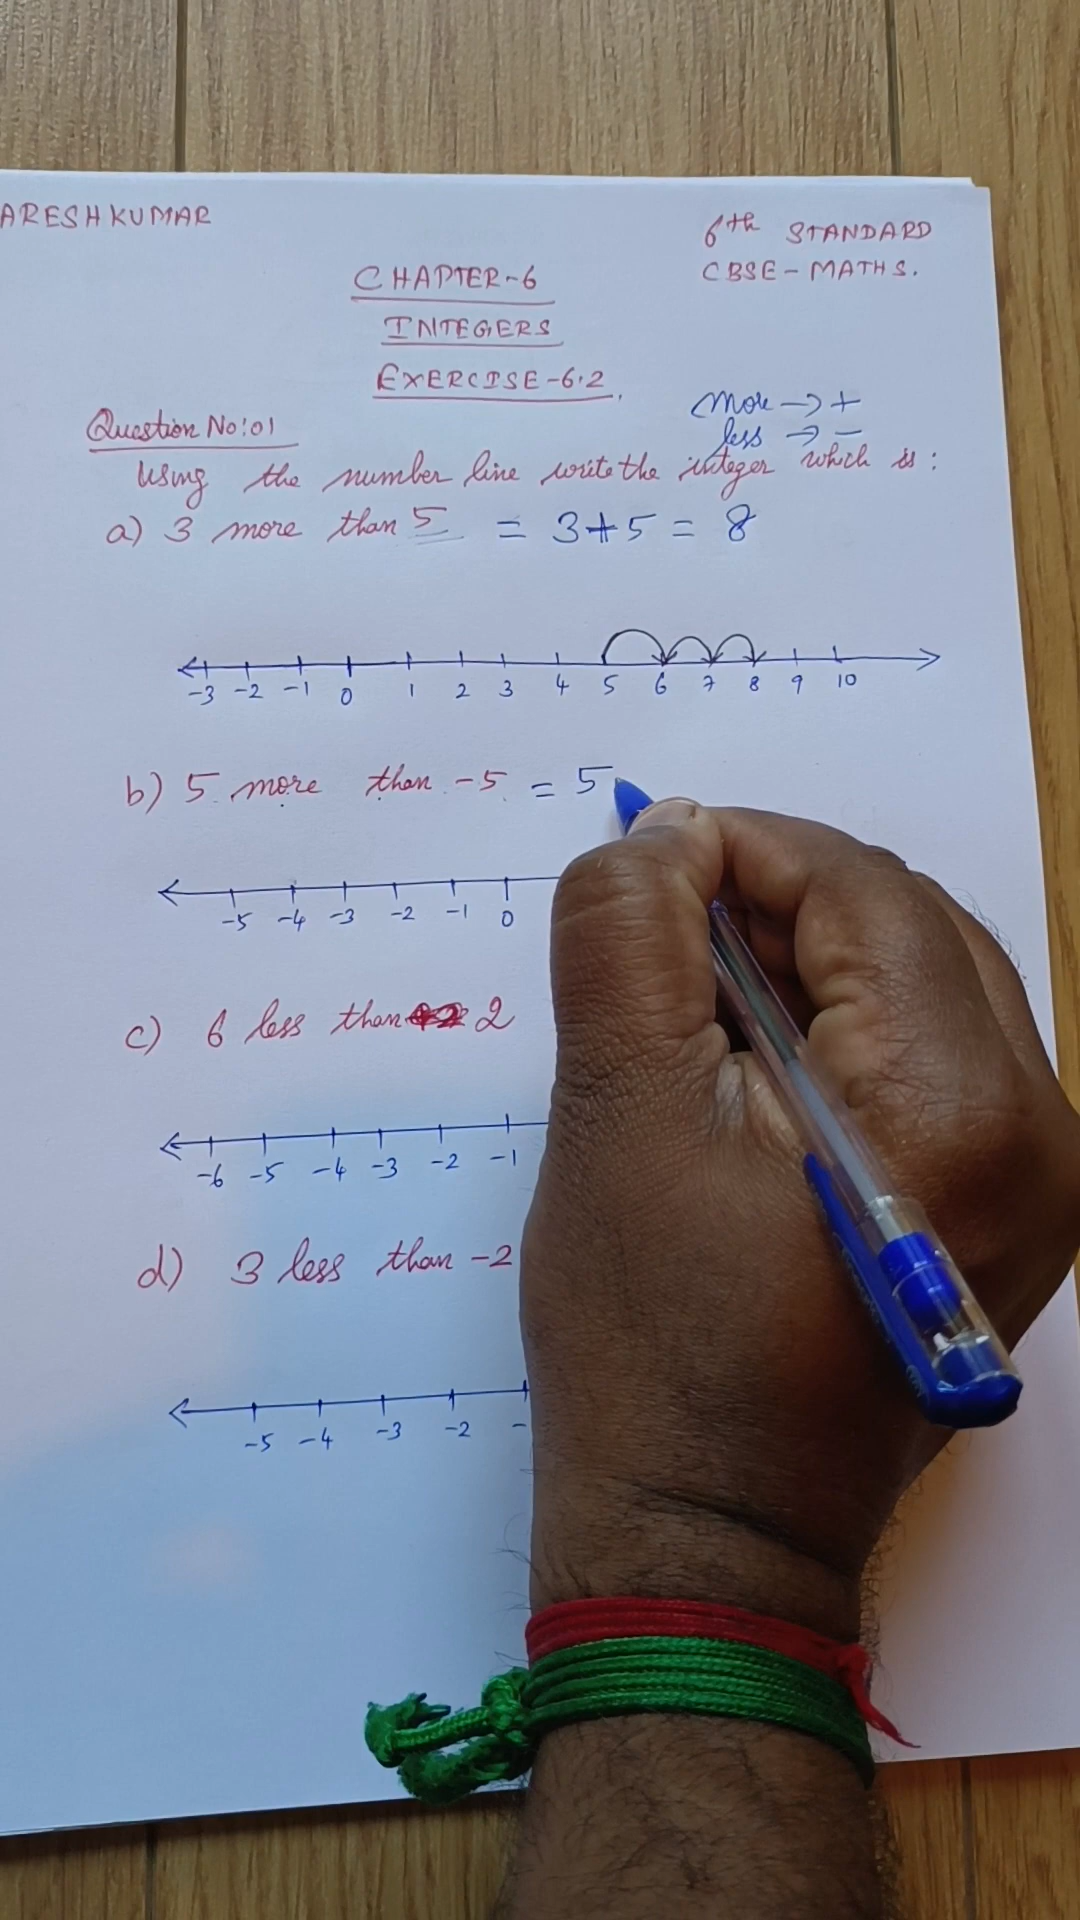 ARESHKUMAR
6th STANDARD
CBSE - MATHS.
CHAPTER-6
INTEGERS
EXERCISE-6.2.
more → +
less → -
Question No:01
Using the number line write the integer which is :
a) 3 more than 5 = 3+5 = 8
-3 -2 -1 0 1 2 3 4 5 6 7 8 9 10
b) 5 more than -5 = 5
-5 -4 -3 -2 -1 0
c) 6 less than 2
-6 -5 -4 -3 -2 -1
d) 3 less than -2
-5 -4 -3 -2 -